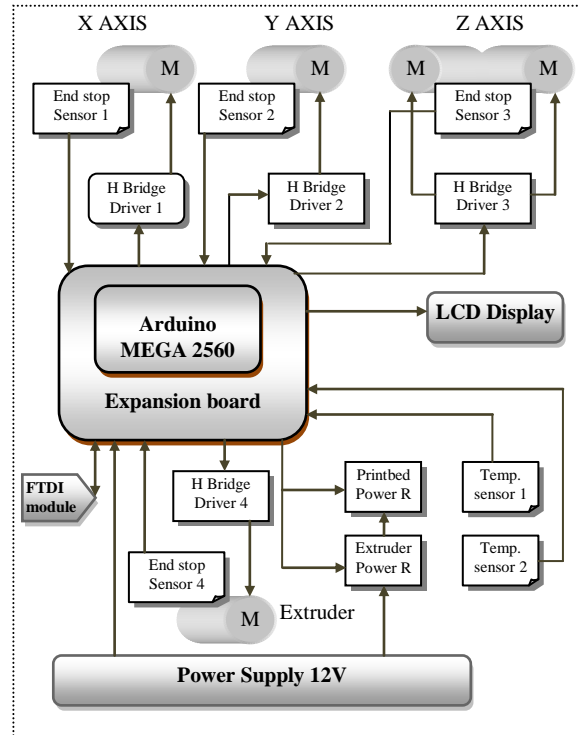 X AXIS
Y AXIS
Z AXIS
M
M
M
M
End stop
Sensor 1
End stop
Sensor 2
End stop
Sensor 3
H Bridge
Driver 1
H Bridge
Driver 2
H Bridge
Driver 3
Arduino
MEGA 2560
Expansion board
LCD Display
FTDI
module
H Bridge
Driver 4
Printbed
Power R
Temp.
sensor 1
End stop
Sensor 4
Extruder
Power R
Temp.
sensor 2
M
Extruder
Power Supply 12V